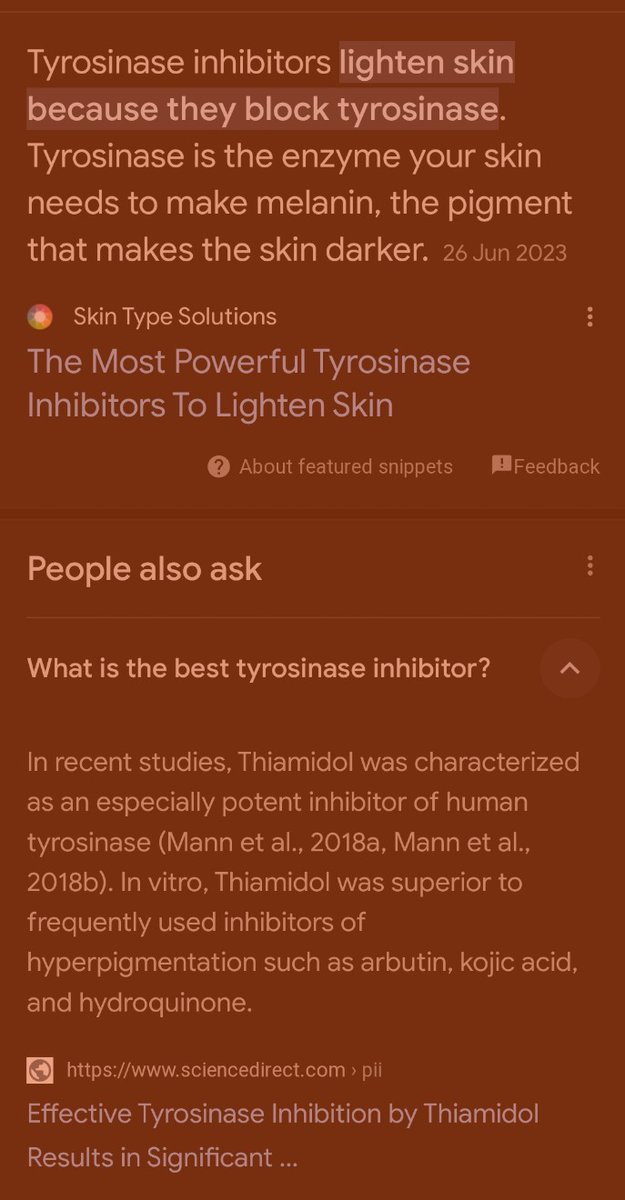 Tyrosinase inhibitors lighten skin
because they block tyrosinase.
Tyrosinase is the enzyme your skin
needs to make melanin, the pigment
that makes the skin darker. 26 Jun 2023
Skin Type Solutions
The Most Powerful Tyrosinase
Inhibitors To Lighten Skin
About featured snippets Feedback
People also ask
What is the best tyrosinase inhibitor?
In recent studies, Thiamidol was characterized
as an especially potent inhibitor of human
tyrosinase (Mann et al., 2018a, Mann et al.,
2018b). In vitro, Thiamidol was superior to
frequently used inhibitors of
hyperpigmentation such as arbutin, kojic acid,
and hydroquinone.
https://www.sciencedirect.com › pii
Effective Tyrosinase Inhibition by Thiamidol
Results in Significant ...